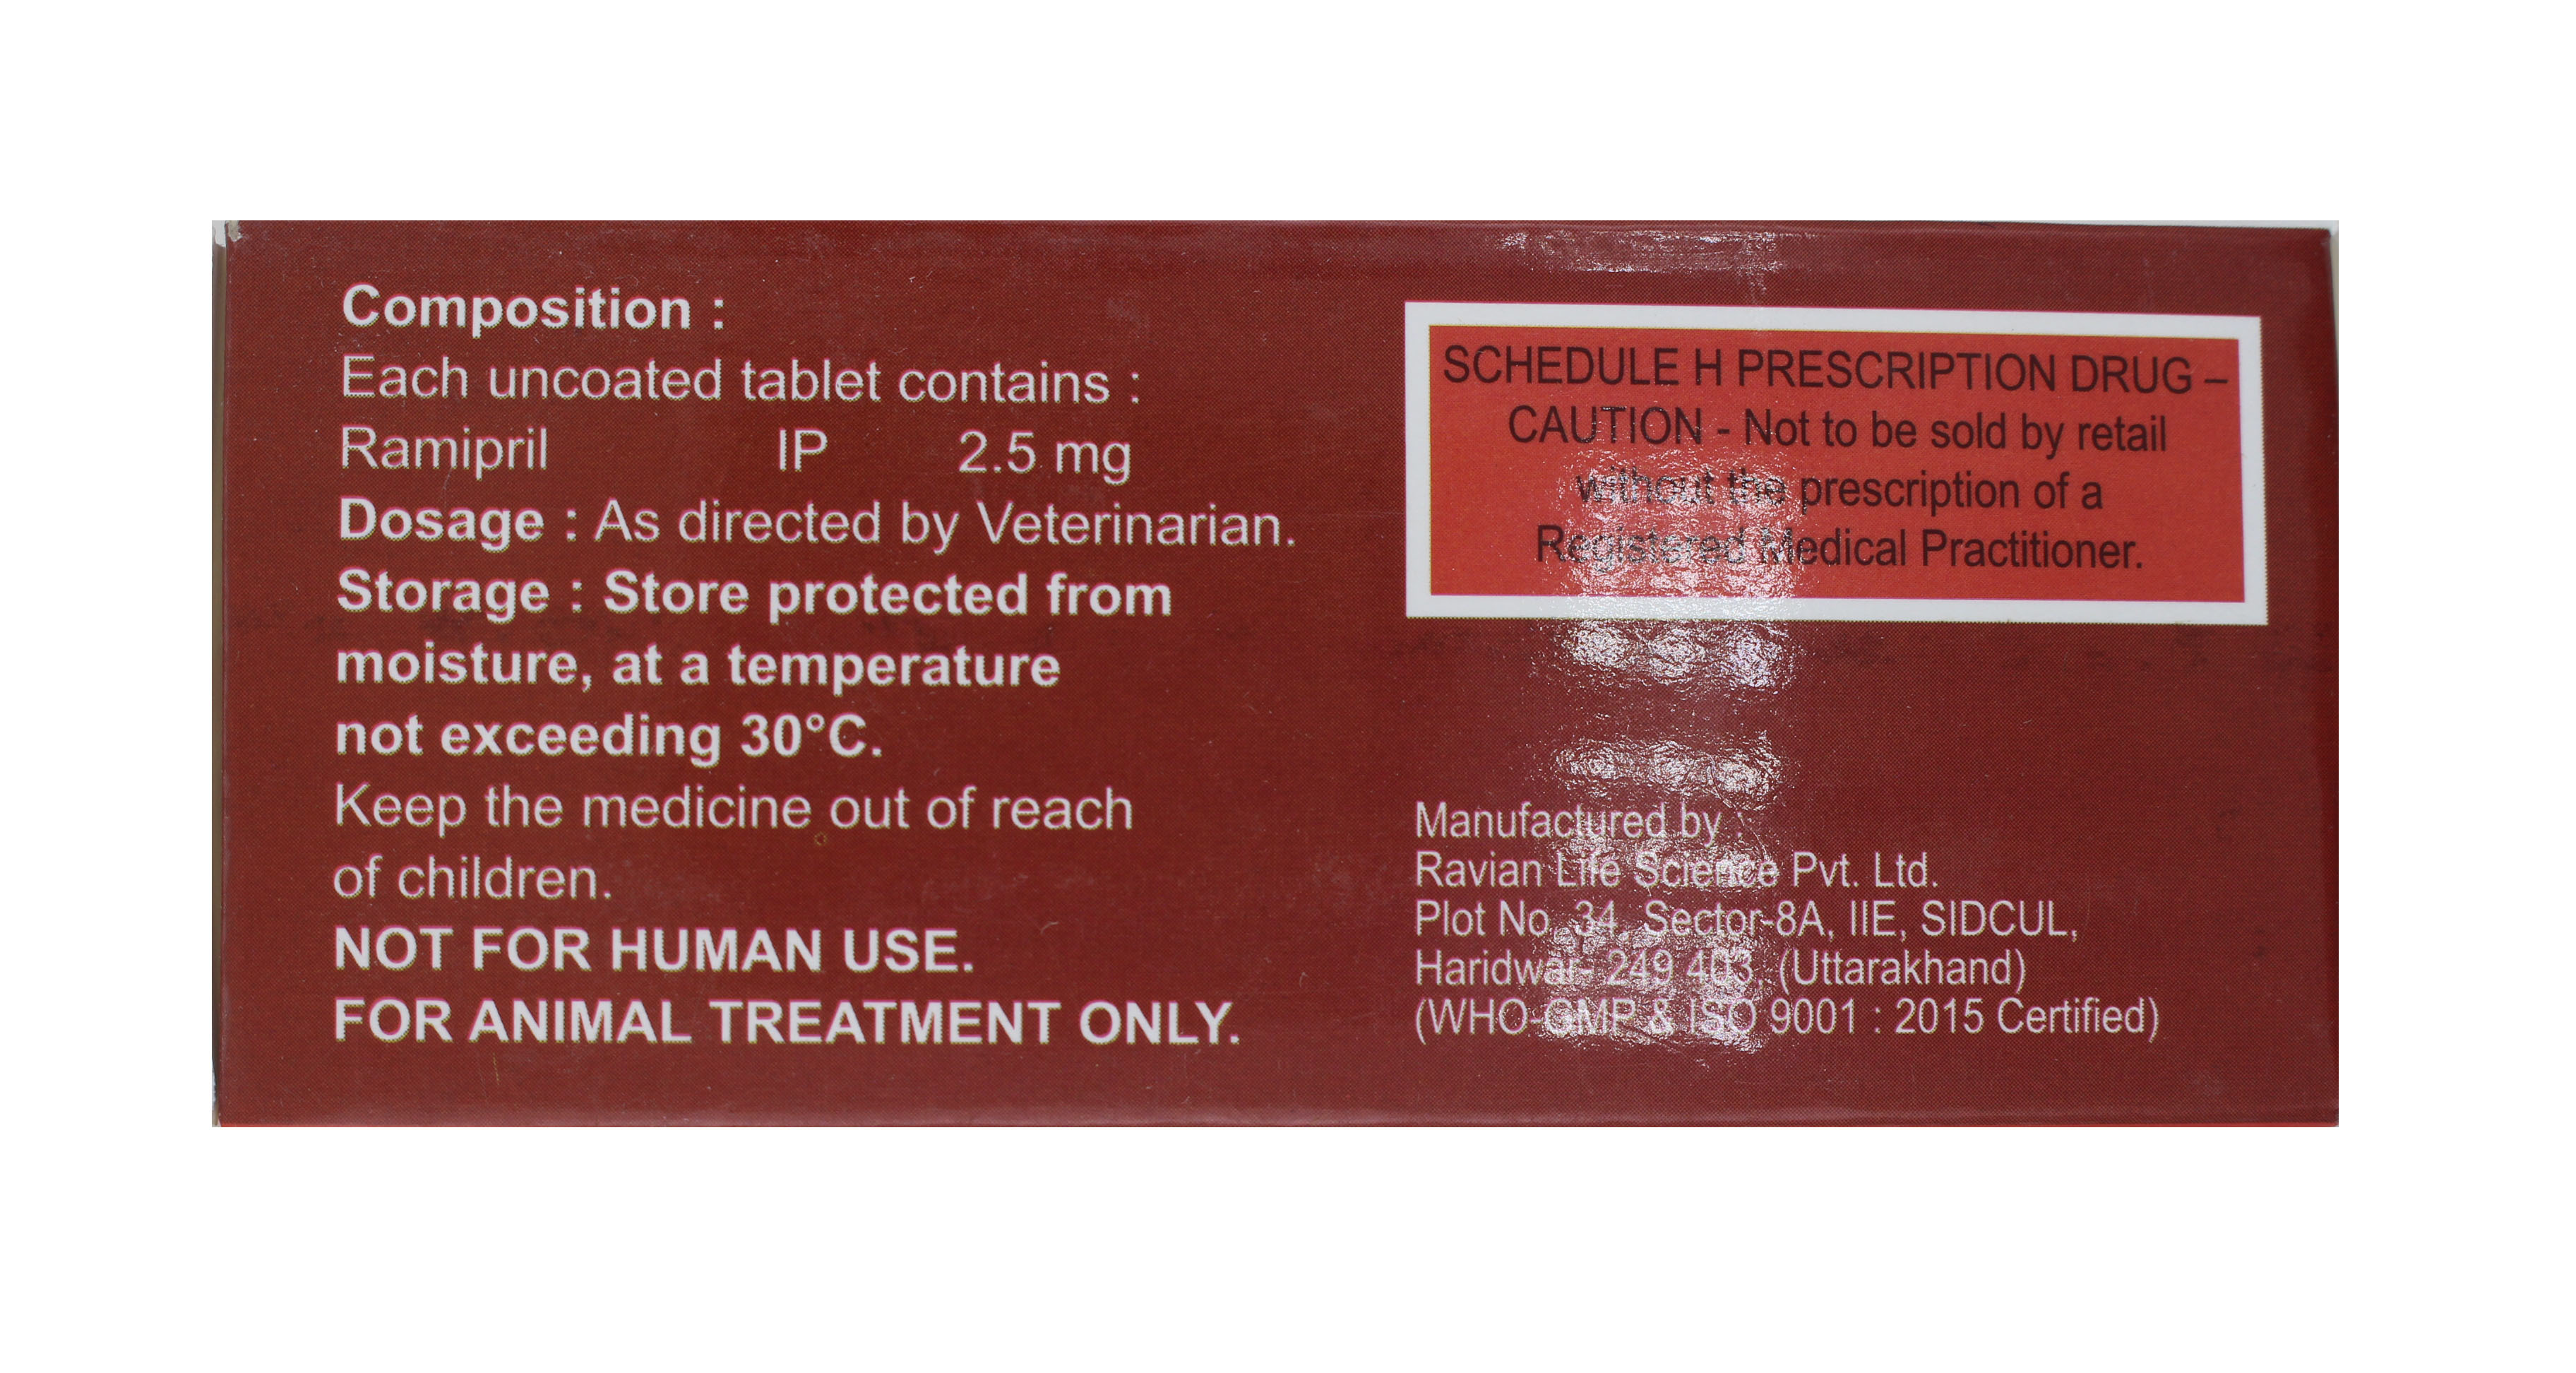 Composition :
Each uncoated tablet contains :
Ramipril IP 2.5 mg
Dosage : As directed by Veterinarian.
Storage : Store protected from
moisture, at a temperature
not exceeding 30°C.
Keep the medicine out of reach
of children.
NOT FOR HUMAN USE.
FOR ANIMAL TREATMENT ONLY.
SCHEDULE H PRESCRIPTION DRUG –
CAUTION - Not to be sold by retail
without the prescription of a
Registered Medical Practitioner.
Manufactured by :
Ravian Life Science Pvt. Ltd.
Plot No. 34, Sector-8A, IIE, SIDCUL,
Haridwar- 249 403, (Uttarakhand)
(WHO-GMP & ISO 9001 : 2015 Certified)